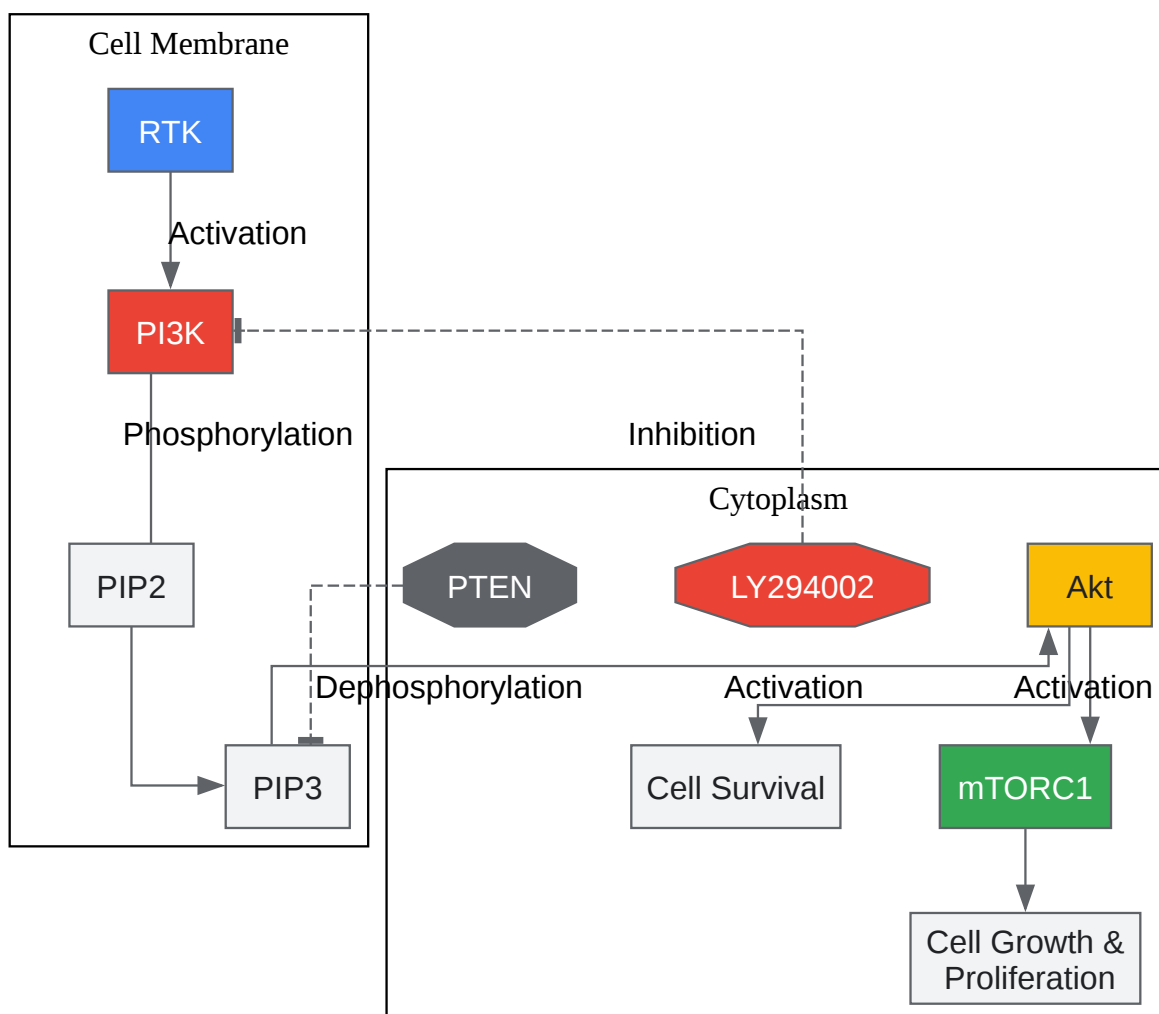 Cell Membrane
RTK
Activation
PI3K
Phosphorylation
Inhibition
Cytoplasm
PIP2
PTEN
LY294002
Akt
Dephosphorylation
Activation
Activation
PIP3
Cell Survival
mTORC1
Cell Growth &
Proliferation